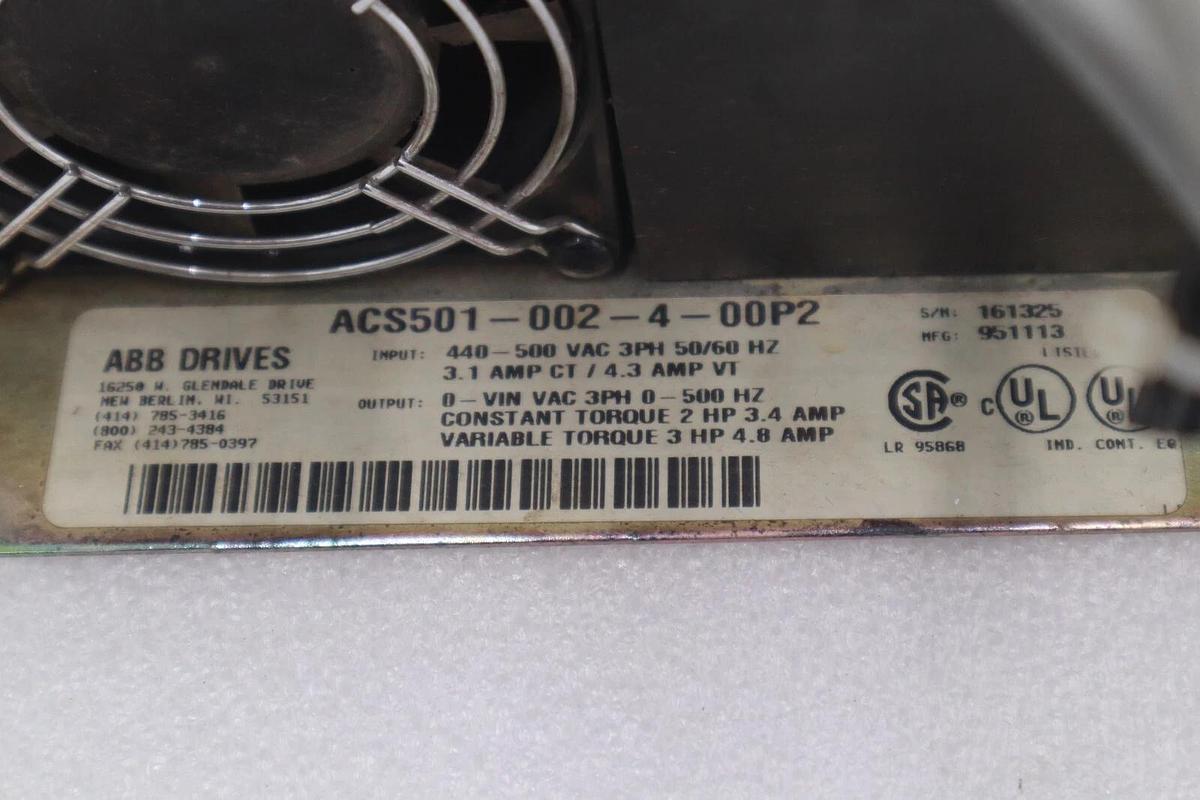 ACS501-002-4-00P2
S/N: 161325
MFG: 951113
ABB DRIVES
16250 W. GLENDALE DRIVE
NEW BERLIN, WI. 53151
(414) 785-3416
(800) 243-4384
FAX (414)785-0397
INPUT: 440-500 VAC 3PH 50/60 HZ
3.1 AMP CT / 4.3 AMP VT
OUTPUT: 0-VIN VAC 3PH 0-500 HZ
CONSTANT TORQUE 2 HP 3.4 AMP
VARIABLE TORQUE 3 HP 4.8 AMP
SA ®
LR 95868
C UL ®
U ®
IND. CONT. EQ